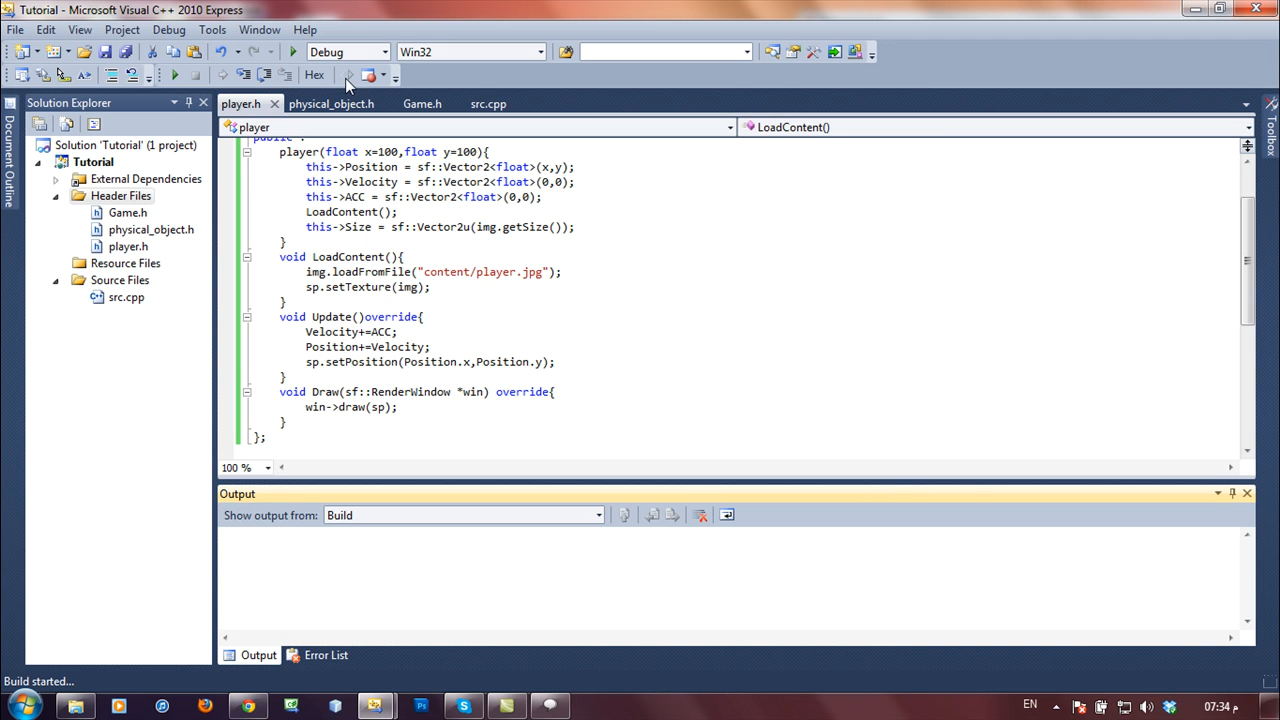 Tutorial - Microsoft Visual C++ 2010 Express
File Edit View Project Debug Tools Window Help
Debug Win32
Hex
Solution Explorer
player.h physical_object.h Game.h src.cpp
player LoadContent()
Document Outline
Toolbox
Solution 'Tutorial' (1 project)
Tutorial
External Dependencies
Header Files
Game.h
physical_object.h
player.h
Resource Files
Source Files
src.cpp
player(float x=100,float y=100){
this->Position = sf::Vector2<float>(x,y);
this->Velocity = sf::Vector2<float>(0,0);
this->ACC = sf::Vector2<float>(0,0);
LoadContent();
this->Size = sf::Vector2u(img.getSize());
}
void LoadContent(){
img.loadFromFile("content/player.jpg");
sp.setTexture(img);
}
void Update()override{
Velocity+=ACC;
Position+=Velocity;
sp.setPosition(Position.x,Position.y);
}
void Draw(sf::RenderWindow *win) override{
win->draw(sp);
}
};
100 %
Output
Show output from: Build
Output Error List
Build started...
EN 07:34 م